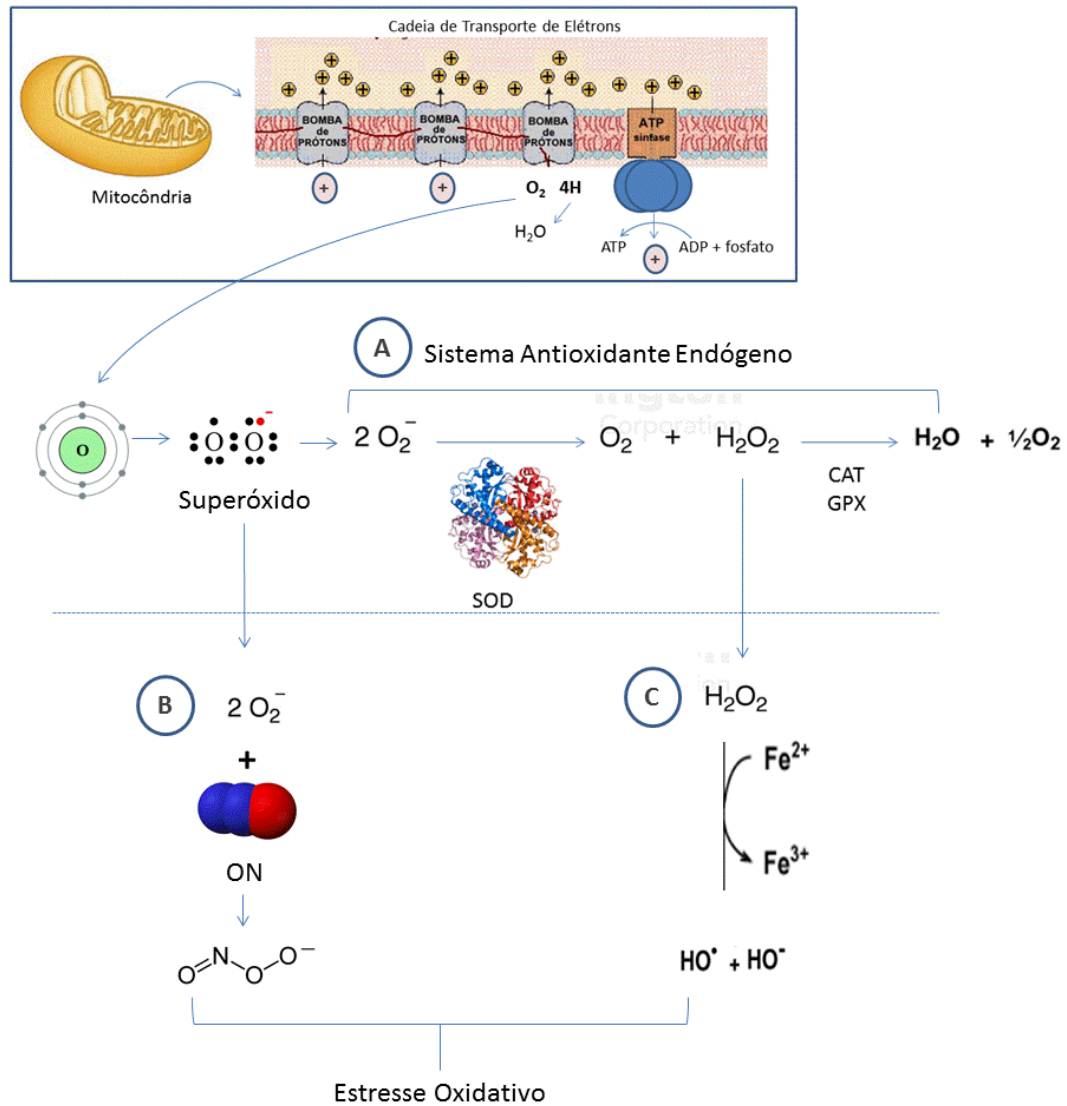 Cadeia de Transporte de Elétrons
BOMBA
de
PRÓTONS
BOMBA
de
PRÓTONS
BOMBA
de
PRÓTONS
ATP
sintase
Mitocôndria
+
+
O₂ 4H
H₂O
ATP
ADP + fosfato
+
A
Sistema Antioxidante Endógeno
Corporation
O
O O⁻
2 O₂⁻
O₂ + H₂O₂
H₂O + ½O₂
Superóxido
CAT
GPX
SOD
B
2 O₂⁻
C
H₂O₂
+
Fe²⁺
Fe³⁺
ON
O=N
O
O⁻
HO• + HO⁻
Estresse Oxidativo